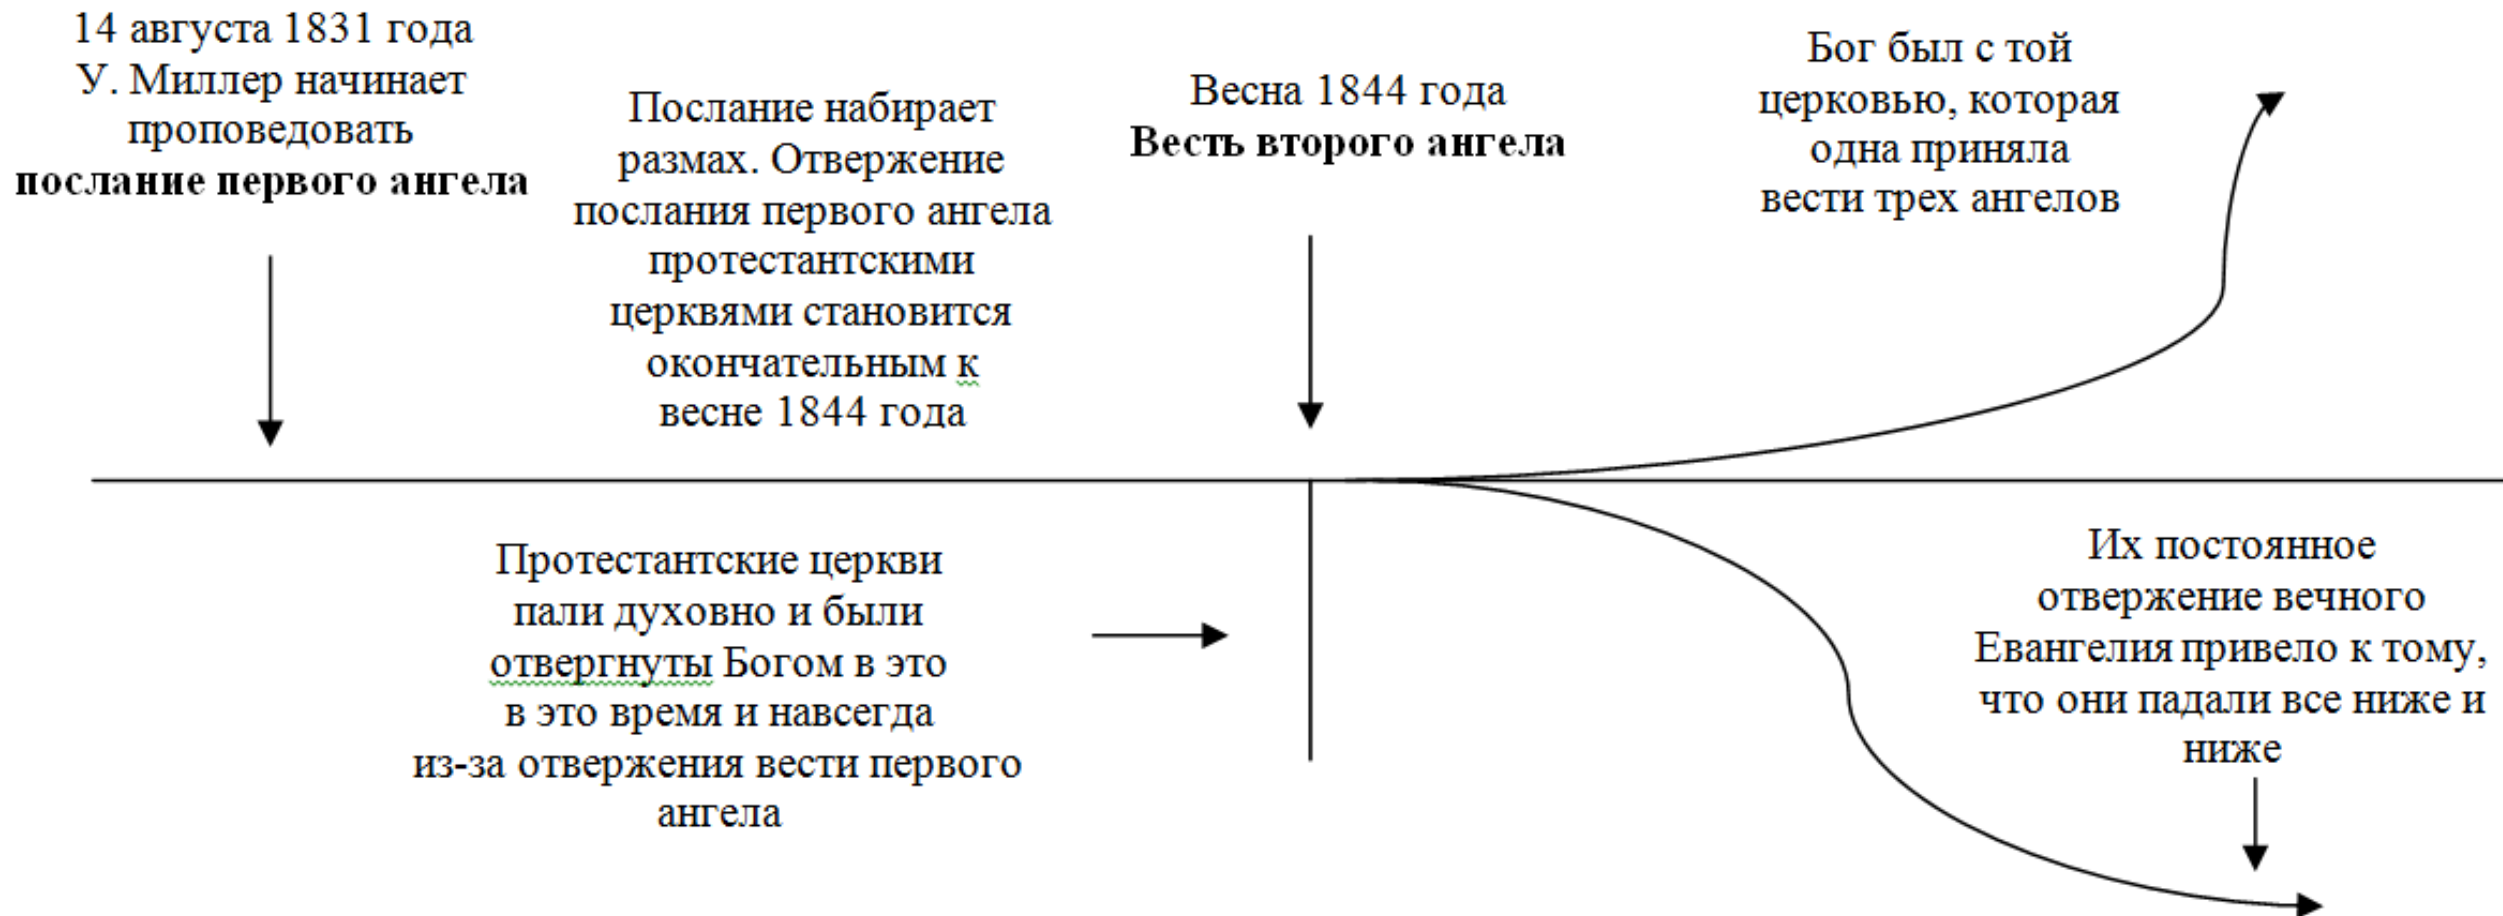 14 августа 1831 года
У. Миллер начинает
проповедовать
послание первого ангела
Послание набирает
размах. Отвержение
послания первого ангела
протестантскими
церквями становится
окончательным к
весне 1844 года
Весна 1844 года
Весть второго ангела
Бог был с той
церковью, которая
одна приняла
вести трех ангелов
Протестантские церкви
пали духовно и были
отвергнуты Богом в это
в это время и навсегда
из-за отвержения вести первого
ангела
Их постоянное
отвержение вечного
Евангелия привело к тому,
что они падали все ниже и
ниже